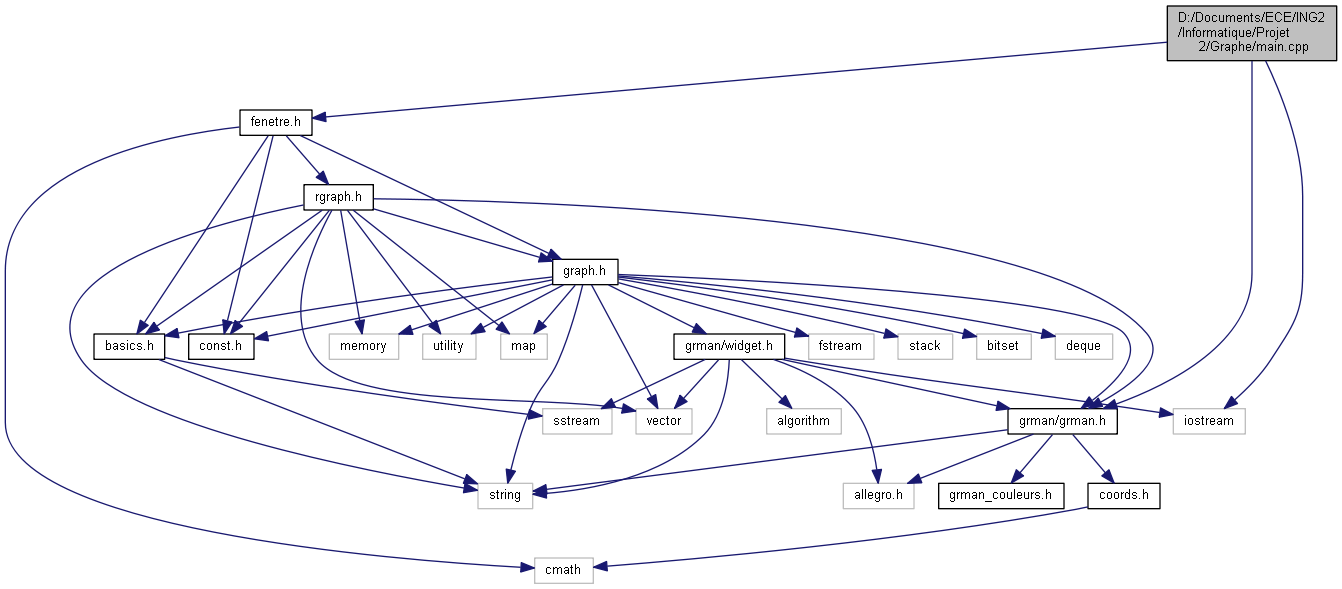 D:/Documents/ECE/ING2
/Informatique/Projet
2/Graphe/main.cpp
fenetre.h
rgraph.h
graph.h
basics.h
const.h
memory
utility
map
grman/widget.h
fstream
stack
bitset
deque
sstream
vector
algorithm
grman/grman.h
iostream
string
allegro.h
grman_couleurs.h
coords.h
cmath